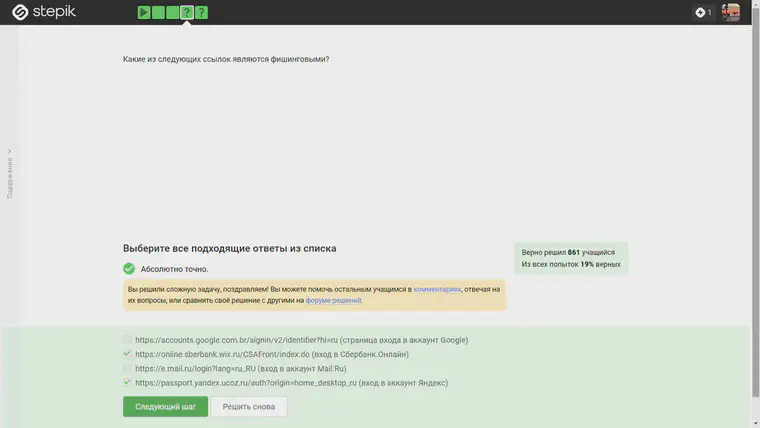 stepik
1
Какие из следующих ссылок являются фишинговыми?
Содержание
Выберите все подходящие ответы из списка
Верно решил 861 учащийся
Из всех попыток 19% верных
Абсолютно точно.
Вы решили сложную задачу, поздравляем! Вы можете помочь остальным учащимся в комментариях, отвечая на
их вопросы, или сравнить своё решение с другими на форуме решений.
https://accounts.google.com.br/signin/v2/identifier?hl=ru (страница входа в аккаунт Google)
https://online.sberbank.wix.ru/CSAFront/index.do (вход в Сбербанк.Онлайн)
https://e.mail.ru/login?lang=ru_RU (вход в аккаунт Mail.Ru)
https://passport.yandex.ucoz.ru/auth?origin=home_desktop_ru (вход в аккаунт Яндекс)
Следующий шаг
Решить снова